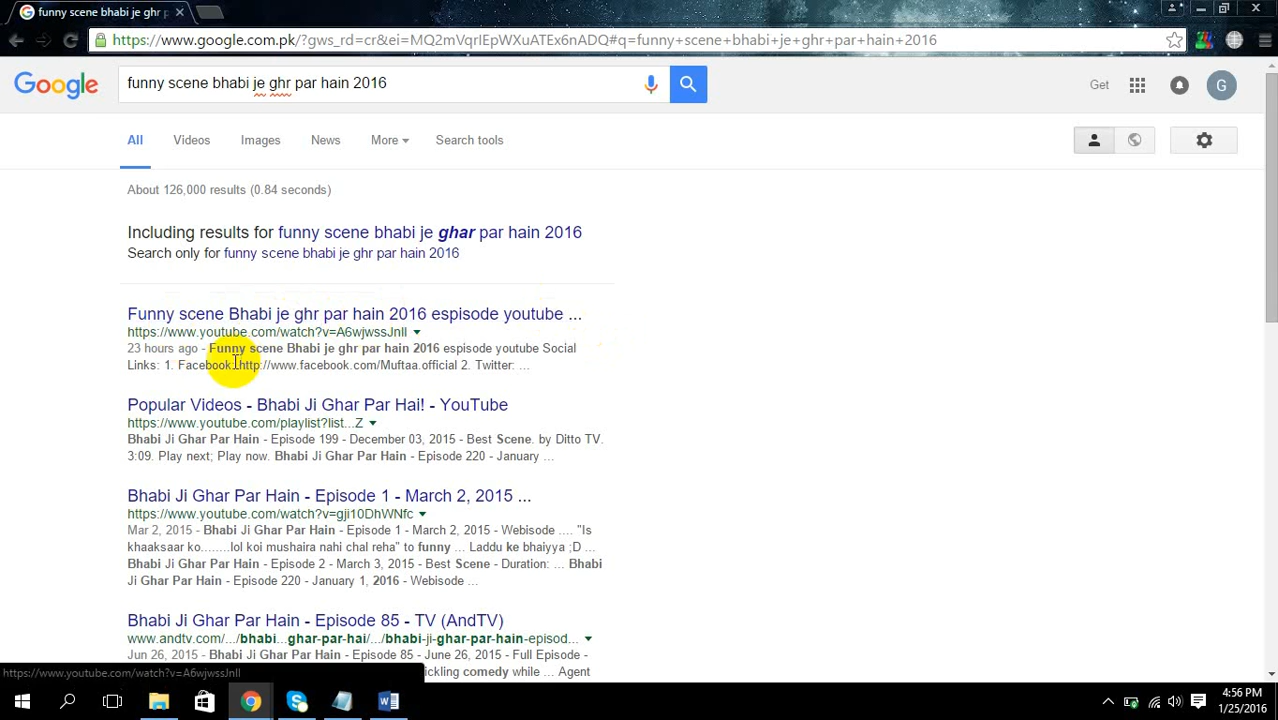 funny scene bhabi je ghr p
https://www.google.com.pk/?gws_rd=cr&ei=MQ2mVqrIEpWXuATEx6nADQ#q=funny+scene+bhabi+je+ghr+par+hain+2016
Google
funny scene bhabi je ghr par hain 2016
Get
G
All Videos Images News More Search tools
About 126,000 results (0.84 seconds)
Including results for funny scene bhabi je ghar par hain 2016
Search only for funny scene bhabi je ghr par hain 2016
Funny scene Bhabi je ghr par hain 2016 espisode youtube ...
https://www.youtube.com/watch?v=A6wjwssJnlI
23 hours ago - Funny scene Bhabi je ghr par hain 2016 espisode youtube Social
Links: 1. Facebook: http://www.facebook.com/Muftaa.official 2. Twitter: ...
Popular Videos - Bhabi Ji Ghar Par Hai! - YouTube
https://www.youtube.com/playlist?list...Z
Bhabi Ji Ghar Par Hain - Episode 199 - December 03, 2015 - Best Scene. by Ditto TV.
3:09. Play next; Play now. Bhabi Ji Ghar Par Hain - Episode 220 - January ...
Bhabi Ji Ghar Par Hain - Episode 1 - March 2, 2015 ...
https://www.youtube.com/watch?v=gji10DhWNfc
Mar 2, 2015 - Bhabi Ji Ghar Par Hain - Episode 1 - March 2, 2015 - Webisode .... "Is
khaaksaar ko........lol koi mushaira nahi chal reha" to funny ... Laddu ke bhaiyya ;D ...
Bhabi Ji Ghar Par Hain - Episode 2 - March 3, 2015 - Best Scene - Duration: ... Bhabi
Ji Ghar Par Hain - Episode 220 - January 1, 2016 - Webisode ...
Bhabi Ji Ghar Par Hain - Episode 85 - TV (AndTV)
www.andtv.com/.../bhabi...ghar-par-hai/.../bhabi-ji-ghar-par-hain-episod...
Jun 26, 2015 - Bhabi Ji Ghar Par Hain - Episode 85 - June 26, 2015 - Full Episode -
ickling comedy while ... Agent
https://www.youtube.com/watch?v=A6wjwssJnlI
4:56 PM
1/25/2016